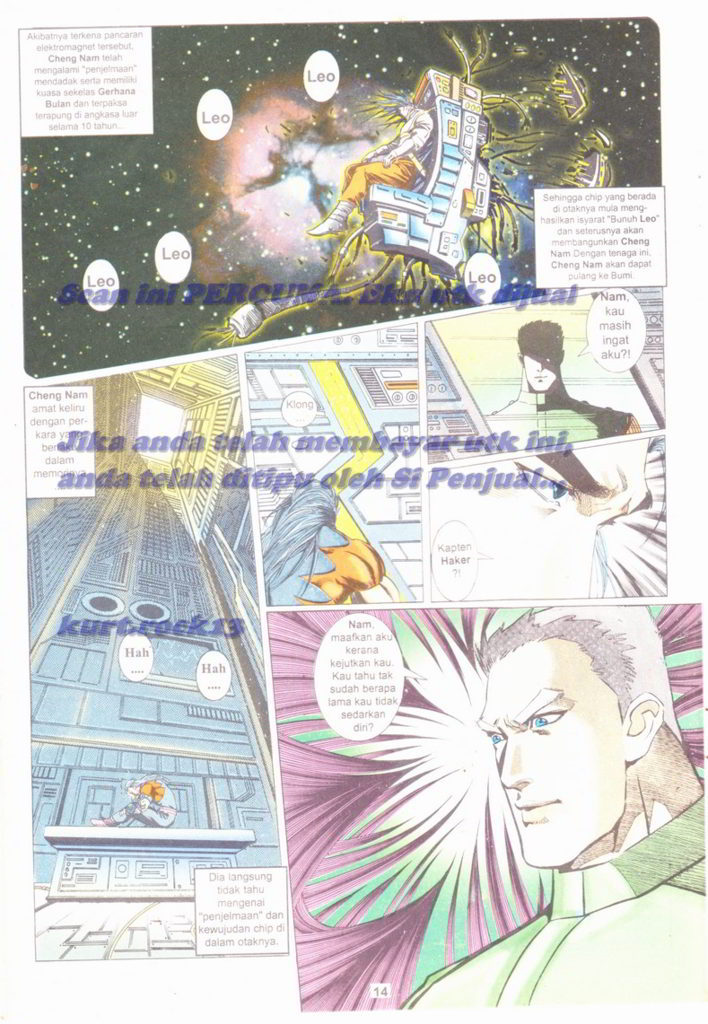 Akibatnya terkena pancaran
elektromagnet tersebut,
Cheng Nam telah
mengalami "penjelmaan"
mendadak serta memiliki
kuasa sekelas Gerhana
Bulan dan terpaksa
terapung di angkasa luar
selama 10 tahun...
Leo
Leo
Leo
Leo
Leo
Sehingga chip yang berada
di otaknya mula meng-
hasilkan isyarat "Bunuh Leo"
dan seterusnya akan
membangunkan Cheng
Nam.Dengan tenaga ini,
Cheng Nam akan dapat
pulang ke Bumi.
Scan ini PERCUMA. Bkn utk dijual
Cheng Nam
amat keliru
dengan per-
kara ya
be
dalam
memorinya.
Klong
....
Nam,
kau
masih
ingat
aku?!
Jika anda telah membayar utk ini,
anda telah ditipu oleh Si Penjual...
Kapten
Haker
?!
kurt.rock13
Hah
....
Hah
....
Nam,
maafkan aku
kerana
kejutkan kau.
Kau tahu tak
sudah berapa
lama kau tidak
sedarkan
diri?
Dia langsung
tidak tahu
mengenai
"penjelmaan" dan
kewujudan chip di
dalam otaknya.
14